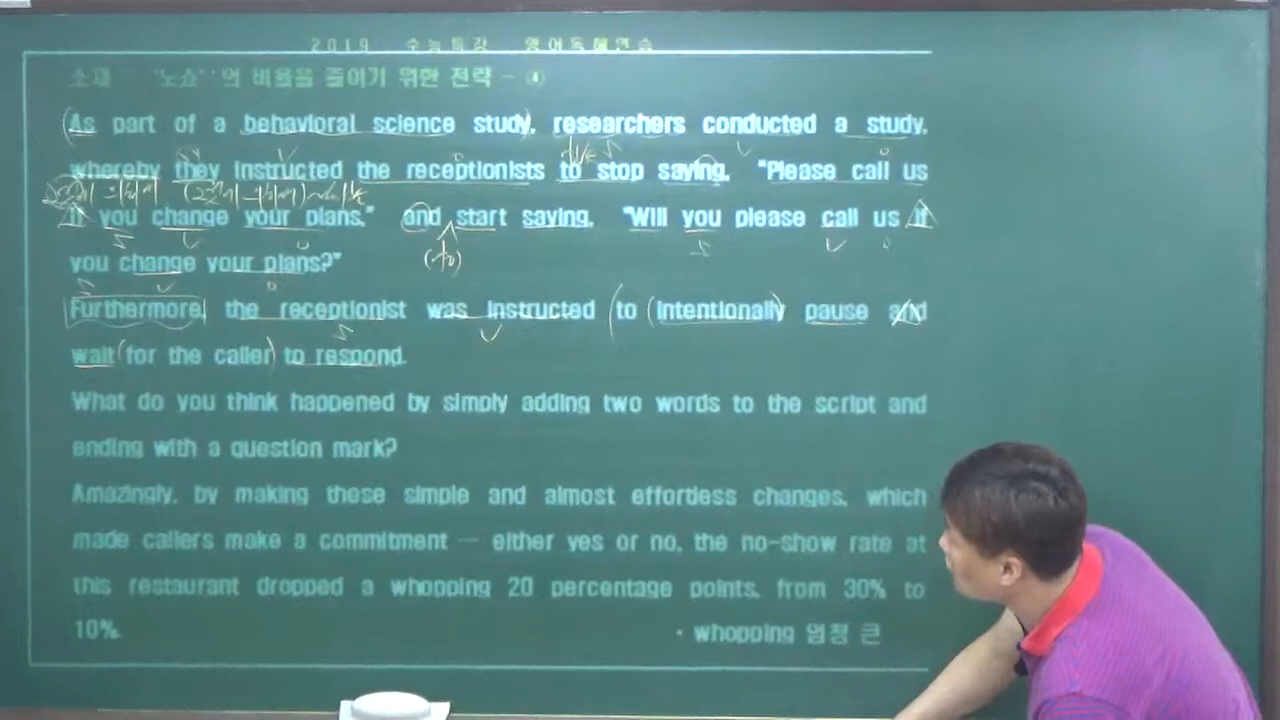 2019 수능특강 영어독해연습
소재 "노쇼"의 비율을 줄이기 위한 전략 - ④
(As part of a behavioral science study), researchers conducted a study,
whereby they instructed the receptionists to stop saying, "Please call us
if you change your plans," and start saying, "Will you please call us if
(to)
you change your plans?"
Furthermore, the receptionist was instructed (to (intentionally) pause and
wait (for the caller) to respond.
What do you think happened by simply adding two words to the script and
ending with a question mark?
Amazingly, by making these simple and almost effortless changes, which
made callers make a commitment — either yes or no, the no-show rate at
this restaurant dropped a whopping 20 percentage points, from 30% to
10%.
· whopping 엄청 큰